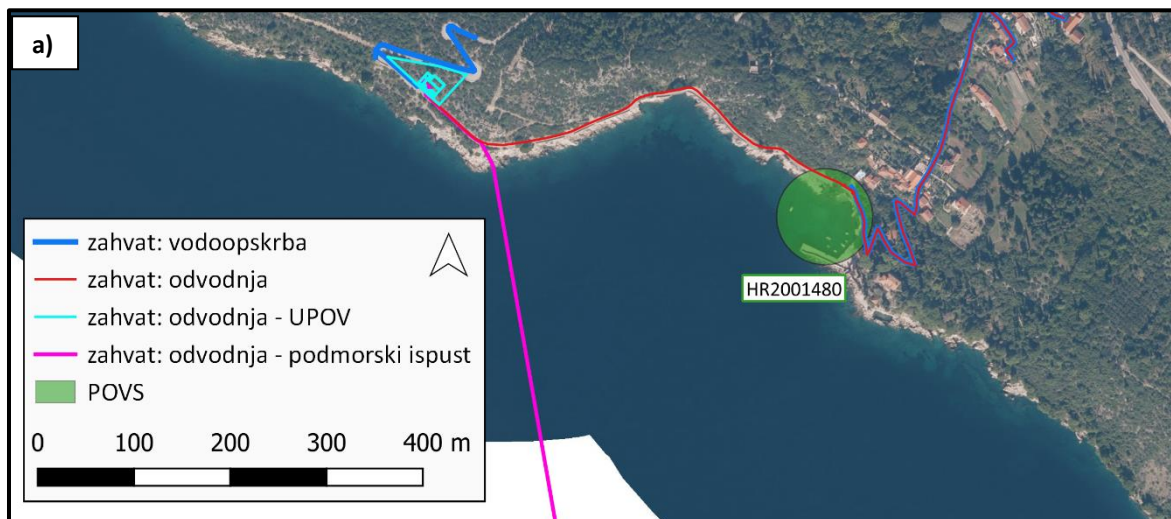 a)
zahvat: vodoopskrba
zahvat: odvodnja
zahvat: odvodnja - UPOV
zahvat: odvodnja - podmorski ispust
POVS
0 100 200 300 400 m
HR2001480